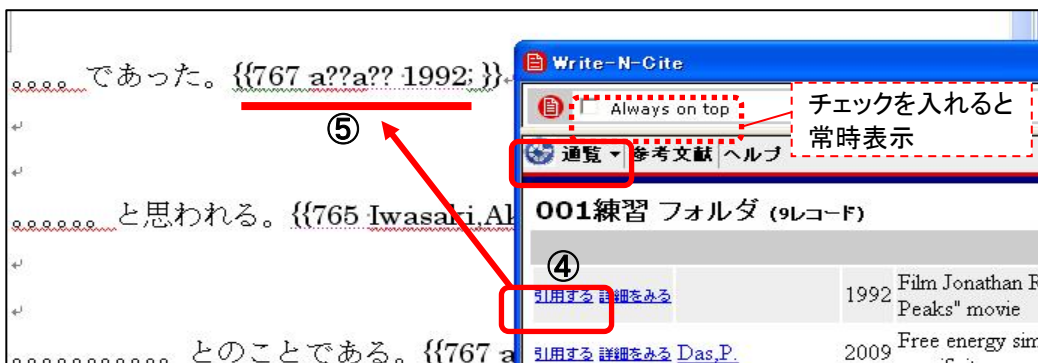 。。。。であった。{{767 a??a?? 1992; }}
Write-N-Cite
Always on top
チェックを入れると
常時表示
⑤
通覧 参考文献 ヘルプ
。。。。。。と思われる。{{765 Iwasaki,Ak
001練習 フォルダ (9レコード)
④
引用する 詳細をみる 1992 Film Jonathan R
Peaks" movie
。。。。。。。。。。。。とのことである。{{767 a
引用する 詳細をみる Das,P. 2009 Free energy sim